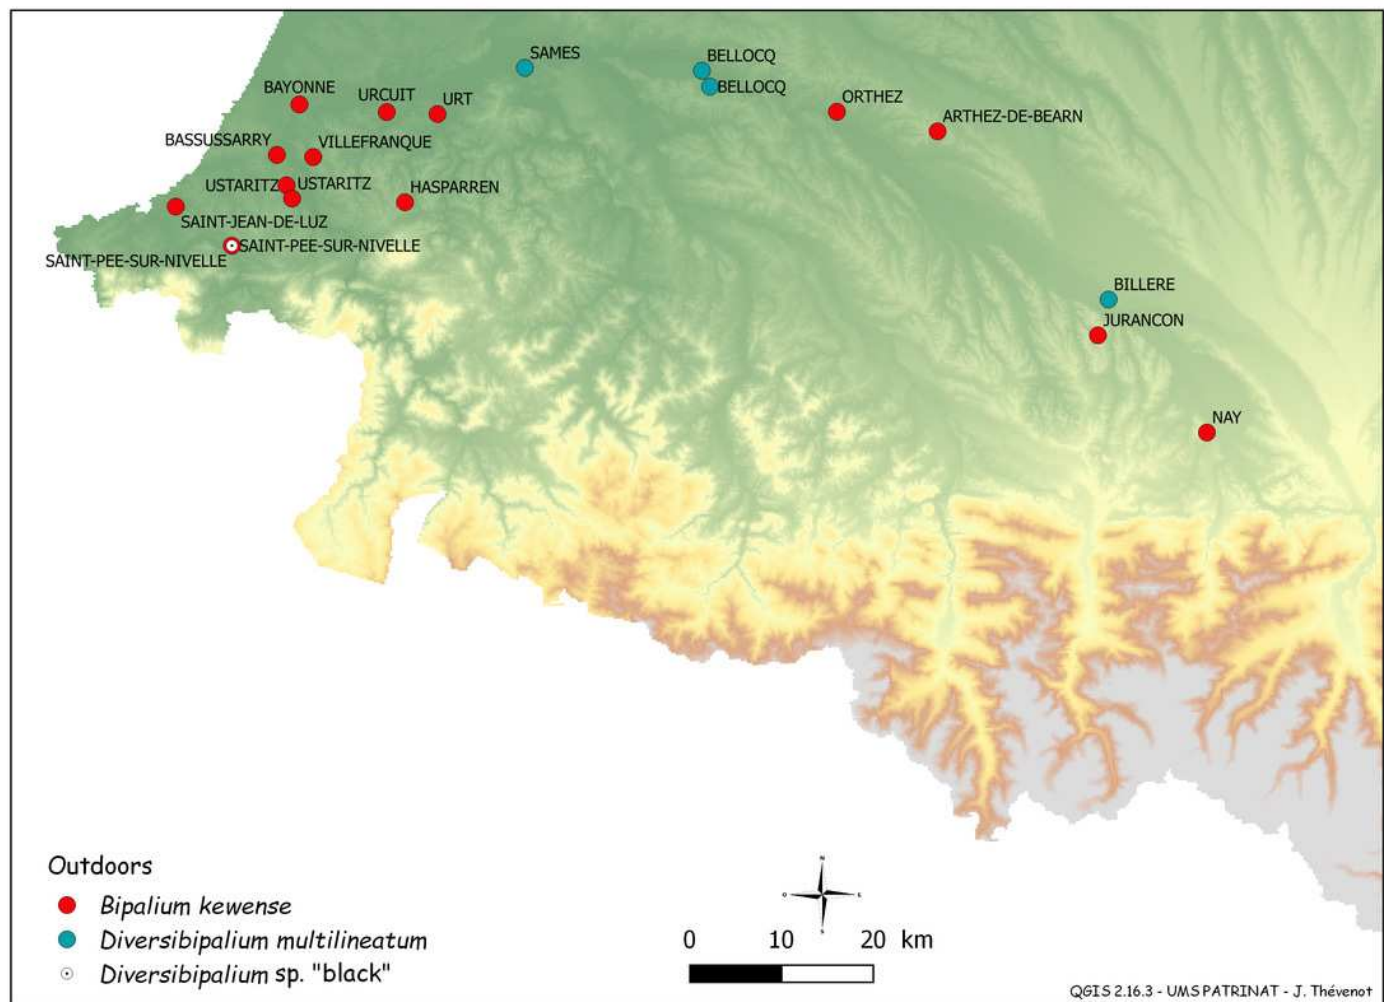 SAMES
BELLOCQ
BELLOCQ
BAYONNE
URCUIT
URT
ORTHEZ
ARTHEZ-DE-BEARN
BASSUSSARRY
VILLEFRANQUE
USTARITZ
USTARITZ
HASPARREN
SAINT-JEAN-DE-LUZ
SAINT-PEE-SUR-NIVELLE
SAINT-PEE-SUR-NIVELLE
BILLERE
JURANCON
NAY
Outdoors
Bipalium kewense
Diversibipalium multilineatum
Diversibipalium sp. "black"
N
O
E
S
0 10 20 km
QGIS 2.16.3 - UMS PATRINAT - J. Thévenot